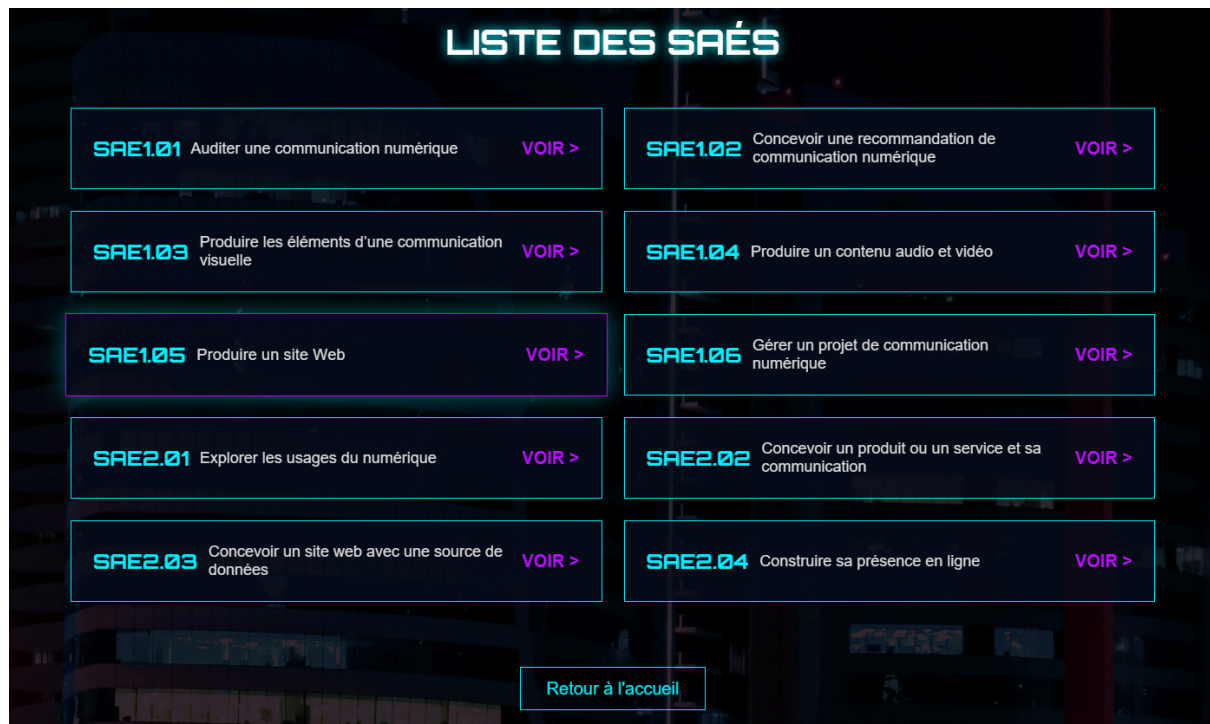 LISTE DES SAÉS
SAE1.01 Auditer une communication numérique VOIR >
SAE1.02 Concevoir une recommandation de
communication numérique VOIR >
SAE1.03 Produire les éléments d’une communication
visuelle VOIR >
SAE1.04 Produire un contenu audio et vidéo VOIR >
SAE1.05 Produire un site Web VOIR >
SAE1.06 Gérer un projet de communication
numérique VOIR >
SAE2.01 Explorer les usages du numérique VOIR >
SAE2.02 Concevoir un produit ou un service et sa
communication VOIR >
SAE2.03 Concevoir un site web avec une source de
données VOIR >
SAE2.04 Construire sa présence en ligne VOIR >
Retour à l'accueil